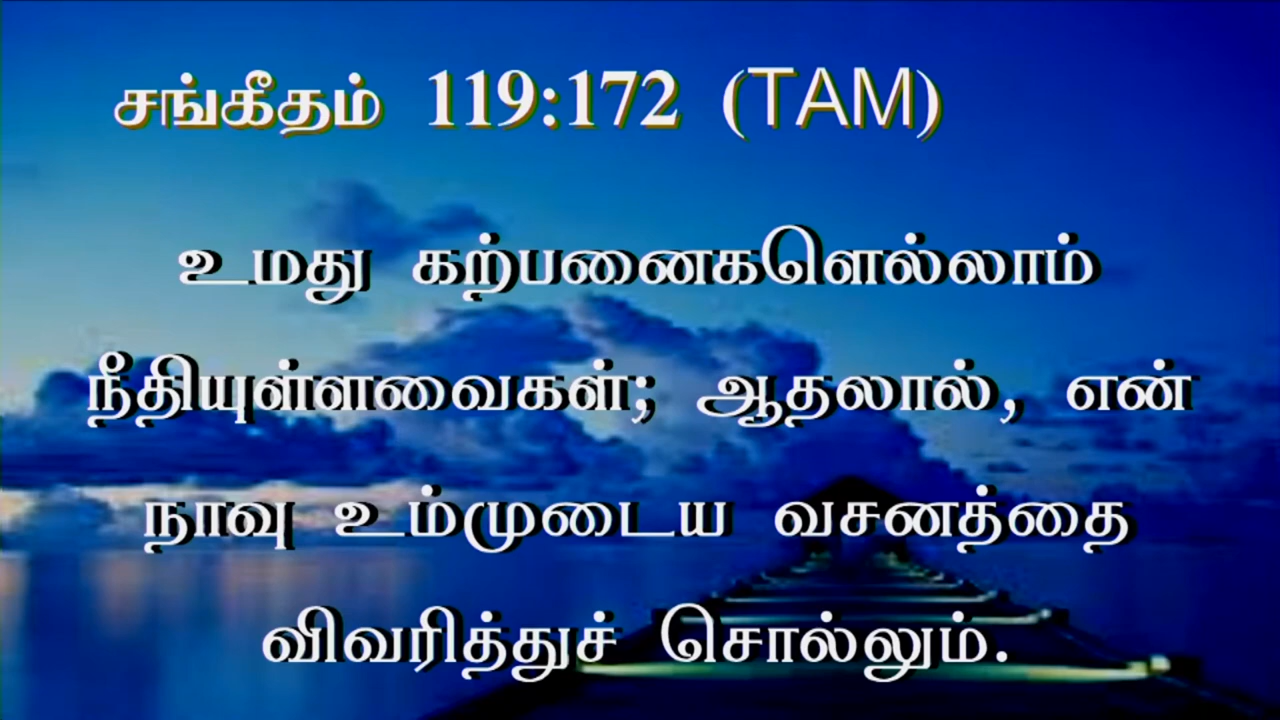 சங்கீதம் 119:172 (TAM)
உமது கற்பனைகளெல்லாம்
நீதியுள்ளவைகள்; ஆதலால், என்
நாவு உம்முடைய வசனத்தை
விவரித்துச் சொல்லும்.